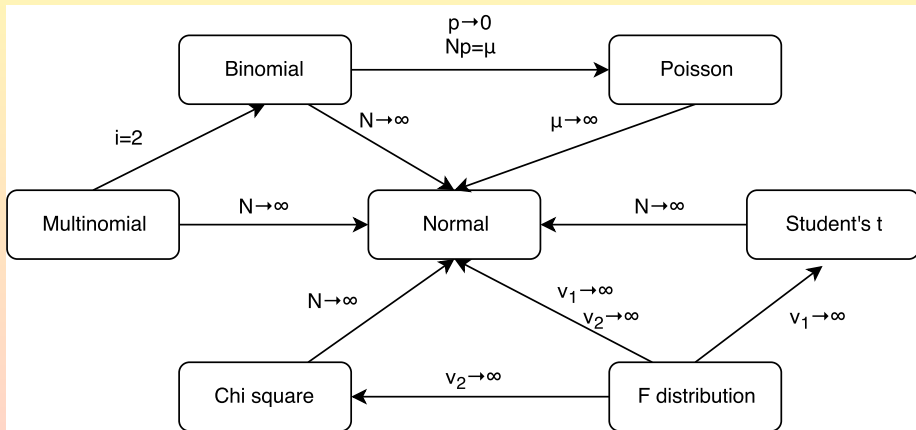 p→0
Np=μ
Binomial
Poisson
N→∞
μ→∞
i=2
Multinomial
N→∞
Normal
N→∞
Student's t
N→∞
v₁→∞
v₂→∞
v₁→∞
Chi square
v₂→∞
F distribution